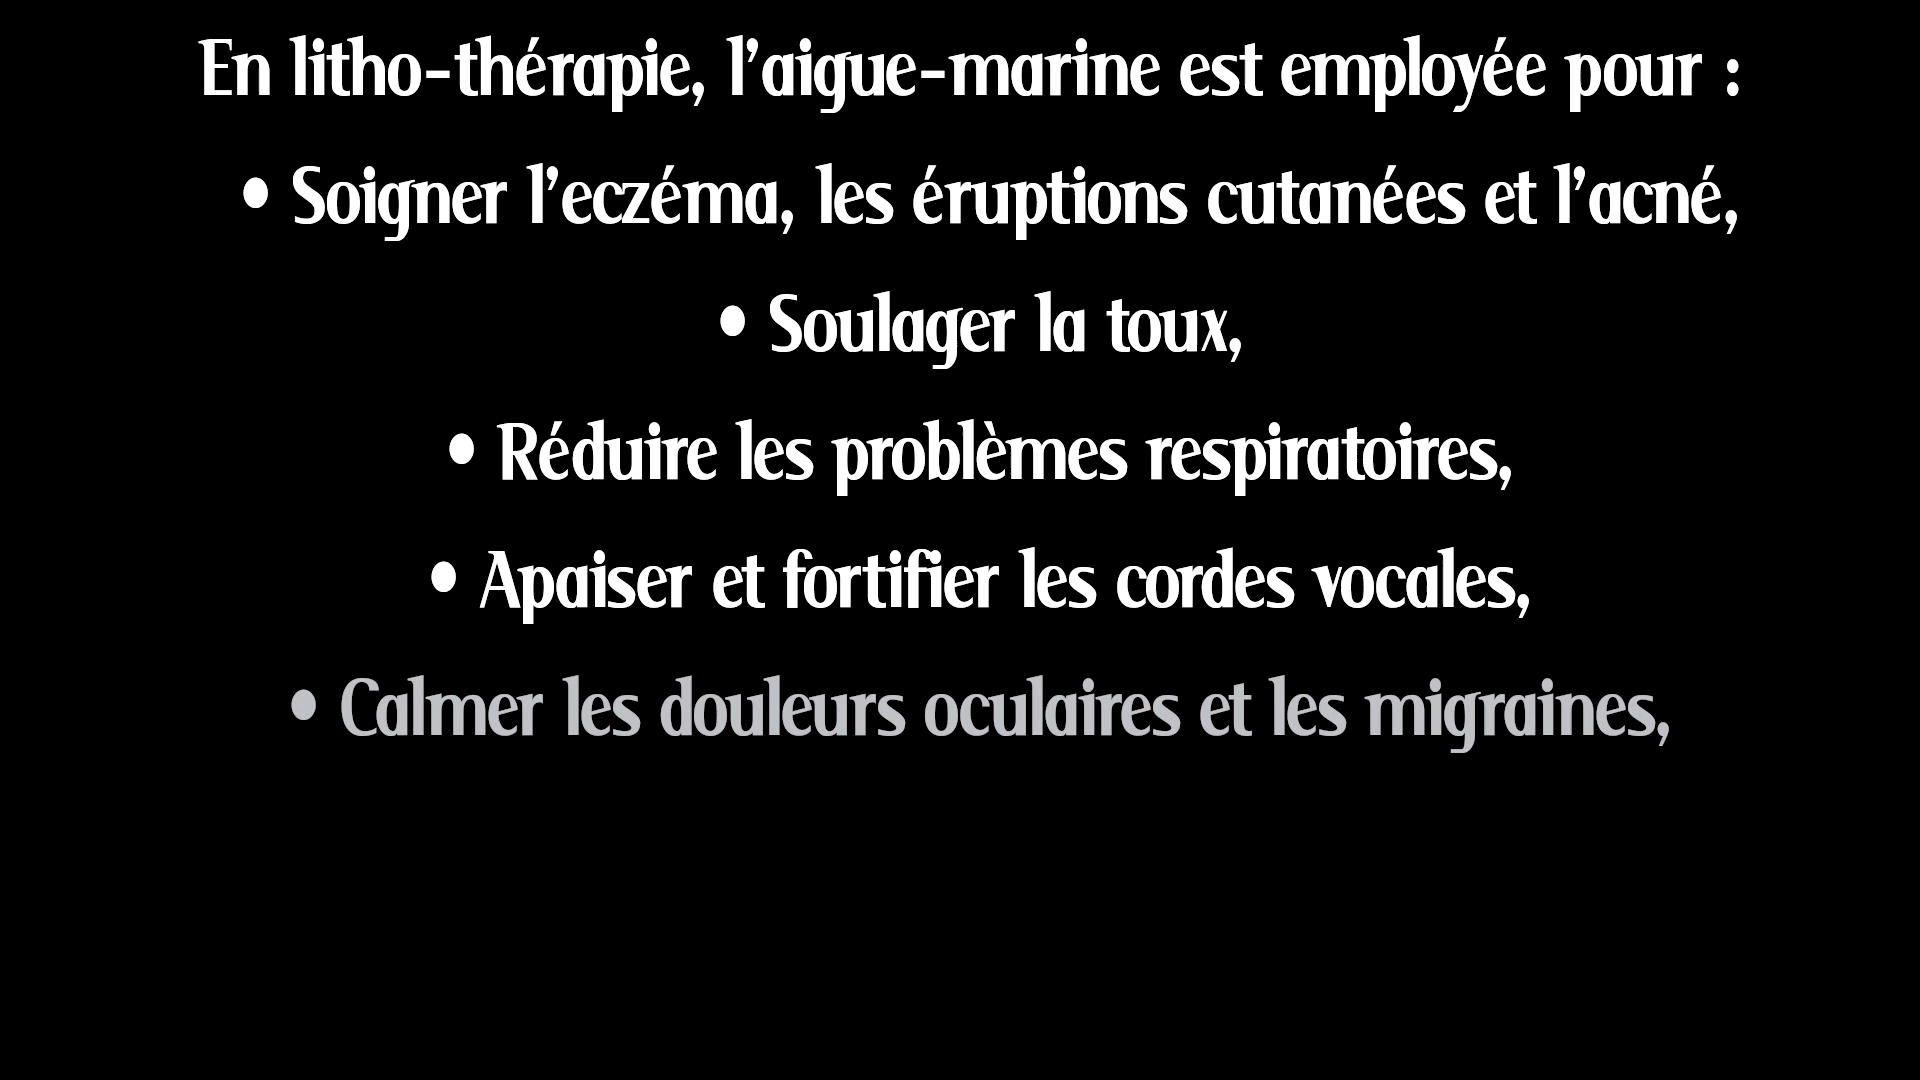 En litho-thérapie, l'aigue-marine est employée pour :
• Soigner l'eczéma, les éruptions cutanées et l'acné,
• Soulager la toux,
• Réduire les problèmes respiratoires,
• Apaiser et fortifier les cordes vocales,
• Calmer les douleurs oculaires et les migraines,